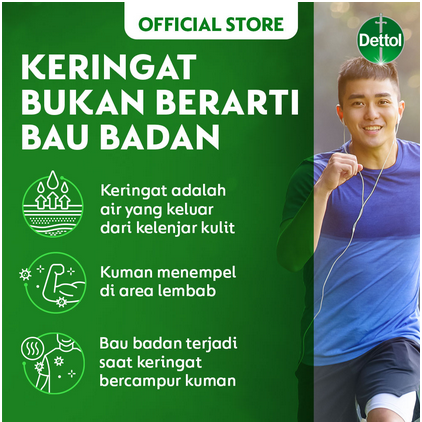 OFFICIAL STORE
Dettol
KERINGAT
BUKAN BERARTI
BAU BADAN
Keringat adalah
air yang keluar
dari kelenjar kulit
Kuman menempel
di area lembab
Bau badan terjadi
saat keringat
bercampur kuman